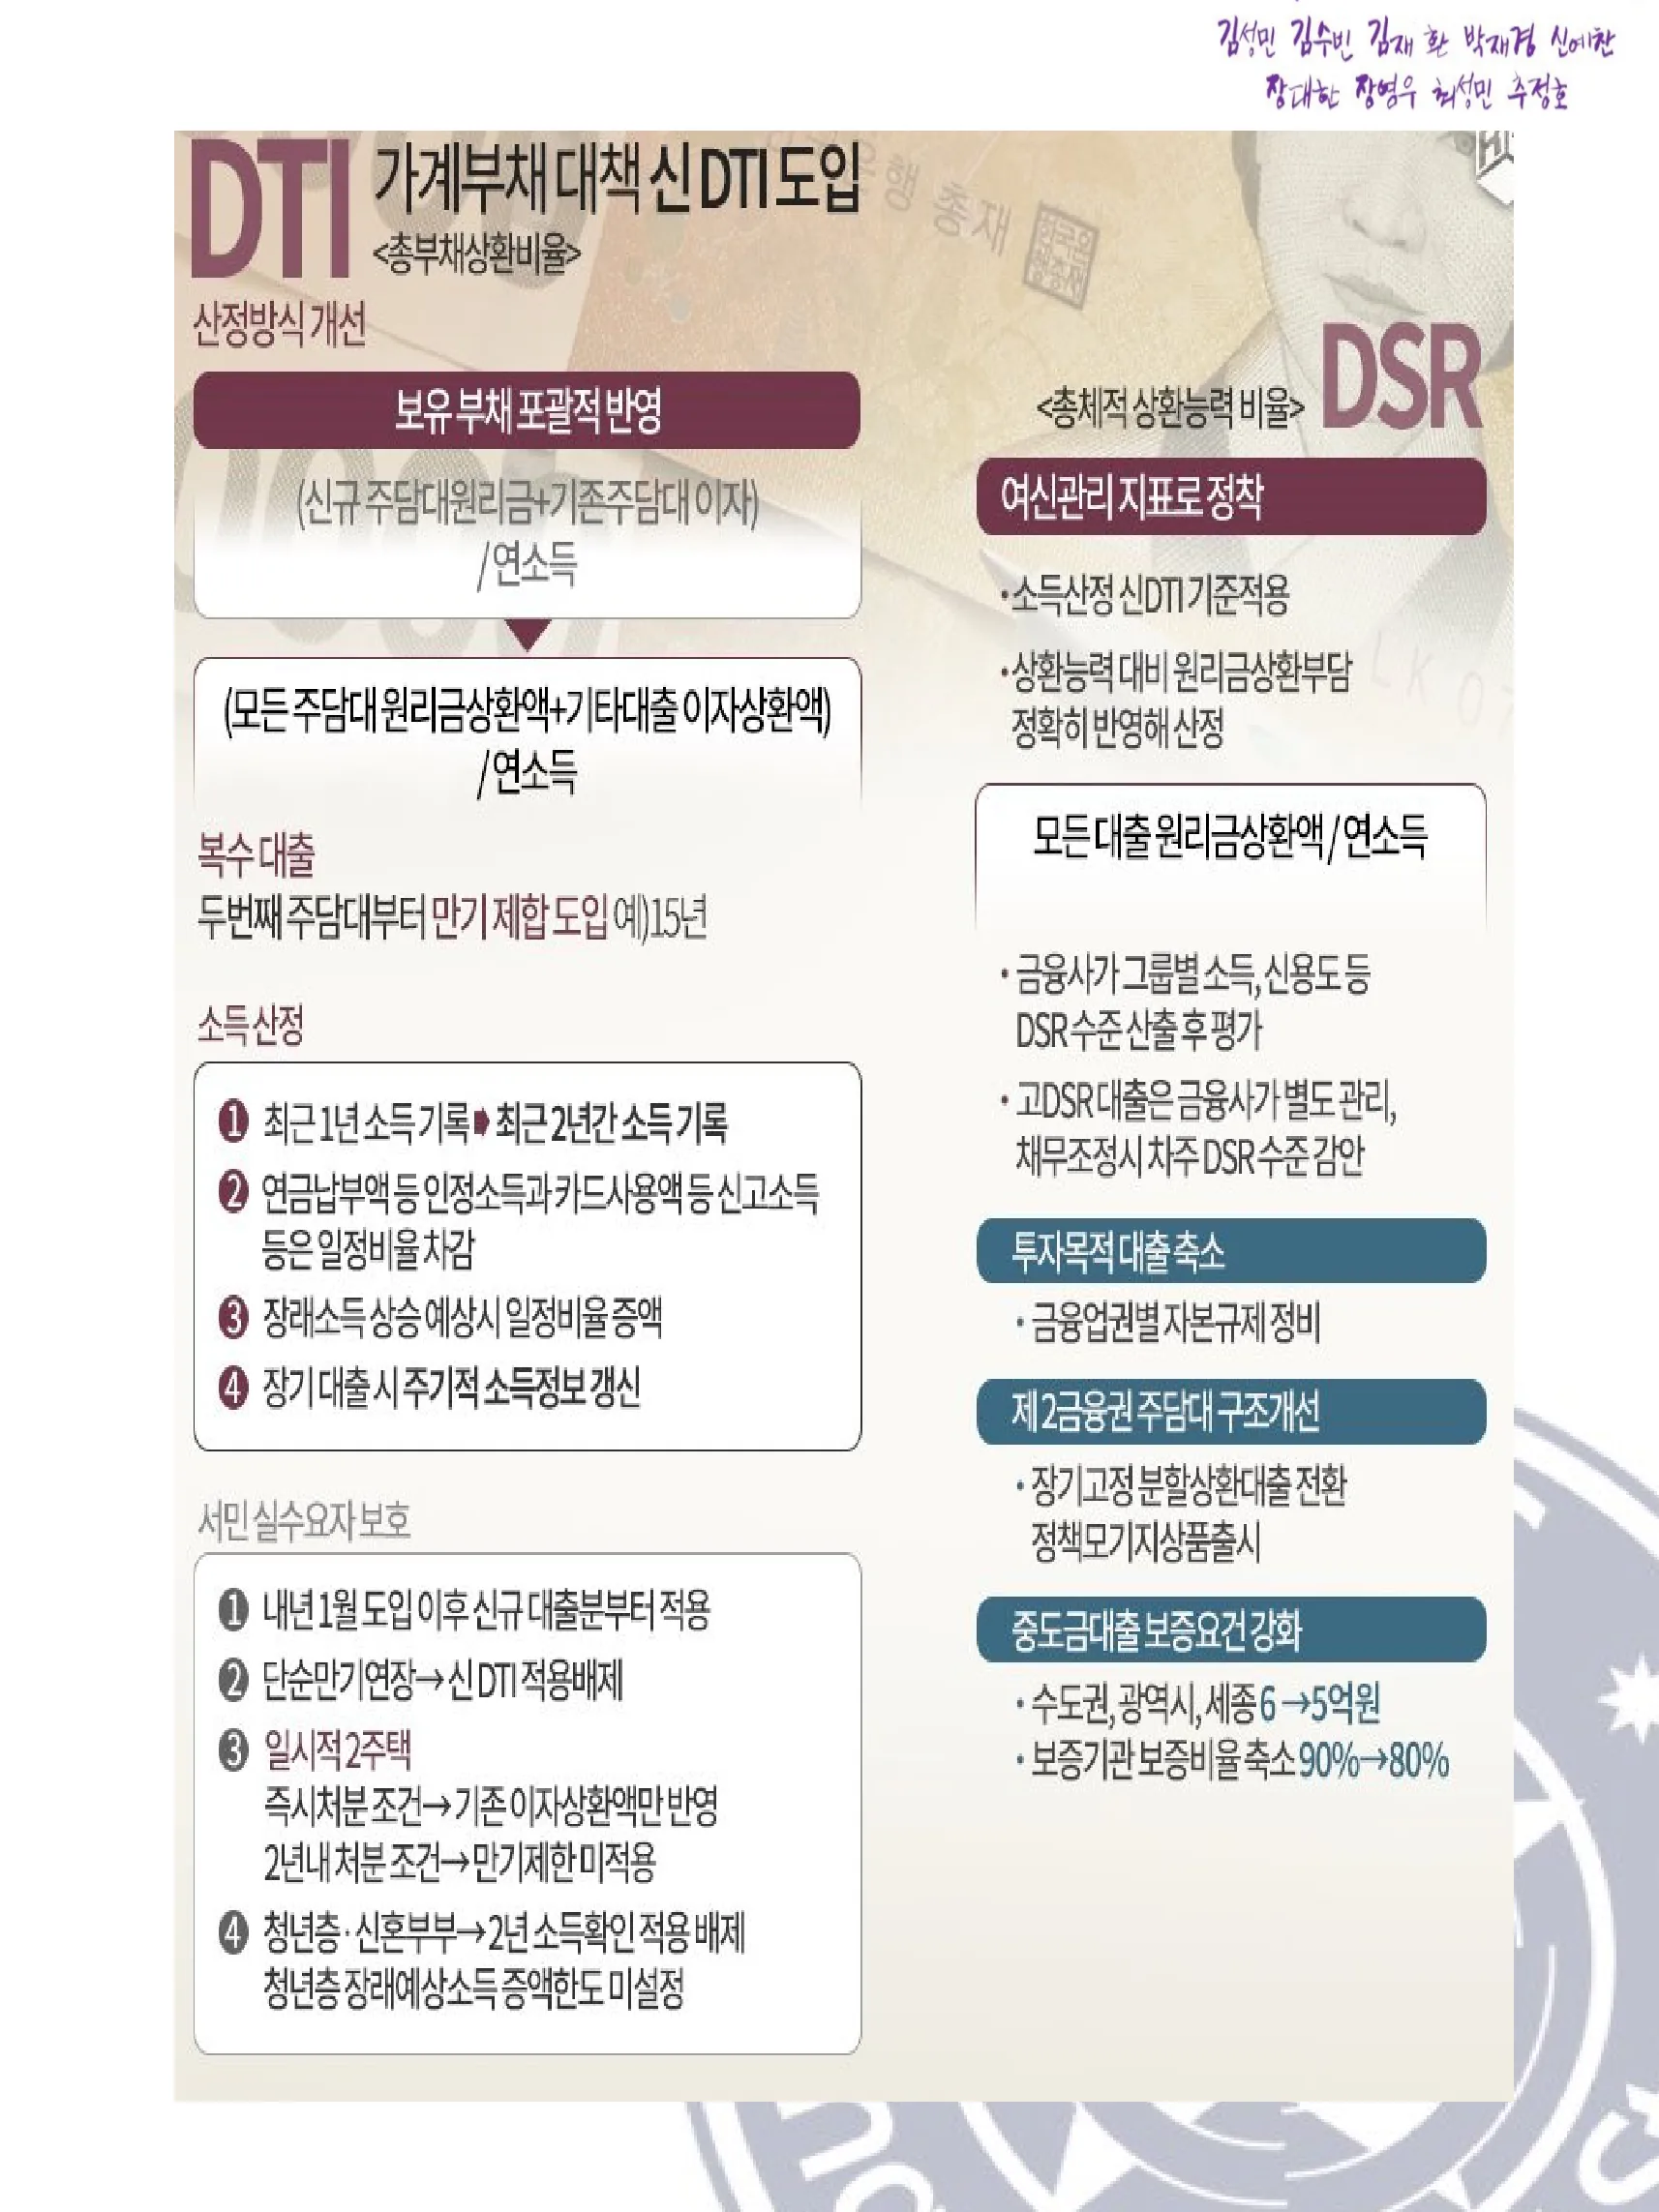 김성민 김수빈 김재환 박재경 신예찬
장대한 장영우 최성민 추정호
DTI 가계부채 대책 신 DTI 도입
<총부채상환비율>
산정방식 개선
보유 부채 포괄적 반영
(신규 주담대원리금+기존주담대 이자)
/ 연소득
(모든 주담대 원리금상환액+기타대출 이자상환액)
/ 연소득
복수 대출
두번째 주담대부터 만기 제합 도입 예)15년
소득 산정
1 최근 1년 소득 기록 최근 2년간 소득 기록
2 연금납부액 등 인정소득과 카드사용액 등 신고소득
등은 일정비율 차감
3 장래소득 상승 예상시 일정비율 증액
4 장기 대출 시 주기적 소득정보 갱신
서민 실수요자 보호
1 내년 1월 도입 이후 신규 대출분부터 적용
2 단순만기연장→신 DTI 적용배제
3 일시적 2주택
즉시처분 조건→기존 이자상환액만 반영
2년내 처분 조건→만기제한 미적용
4 청년층·신혼부부→2년 소득확인 적용 배제
청년층 장래예상소득 증액한도 미설정
<총체적 상환능력 비율> DSR
여신관리 지표로 정착
·소득산정 신DTI 기준적용
·상환능력 대비 원리금상환부담
정확히 반영해 산정
모든 대출 원리금상환액 / 연소득
· 금융사가 그룹별 소득, 신용도 등
DSR 수준 산출 후 평가
· 고DSR 대출은 금융사가 별도 관리,
채무조정시 차주 DSR 수준 감안
투자목적 대출 축소
· 금융업권별 자본규제 정비
제2금융권 주담대 구조개선
· 장기고정 분할상환대출 전환
정책모기지상품출시
중도금대출 보증요건 강화
· 수도권, 광역시, 세종 6→5억원
· 보증기관 보증비율 축소 90%→80%